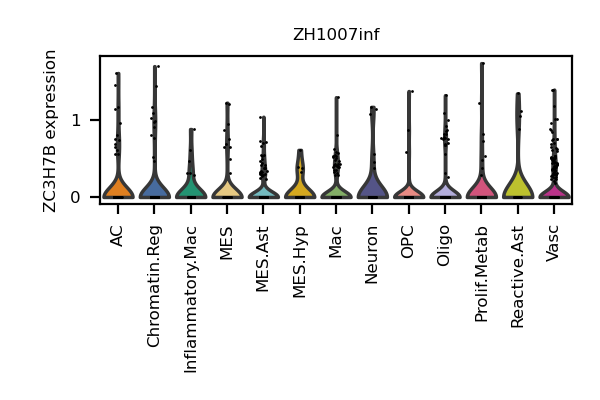 ZH1007inf
ZC3H7B expression
1
0
AC
Chromatin.Reg
Inflammatory.Mac
MES
MES.Ast
MES.Hyp
Mac
Neuron
OPC
Oligo
Prolif.Metab
Reactive.Ast
Vasc